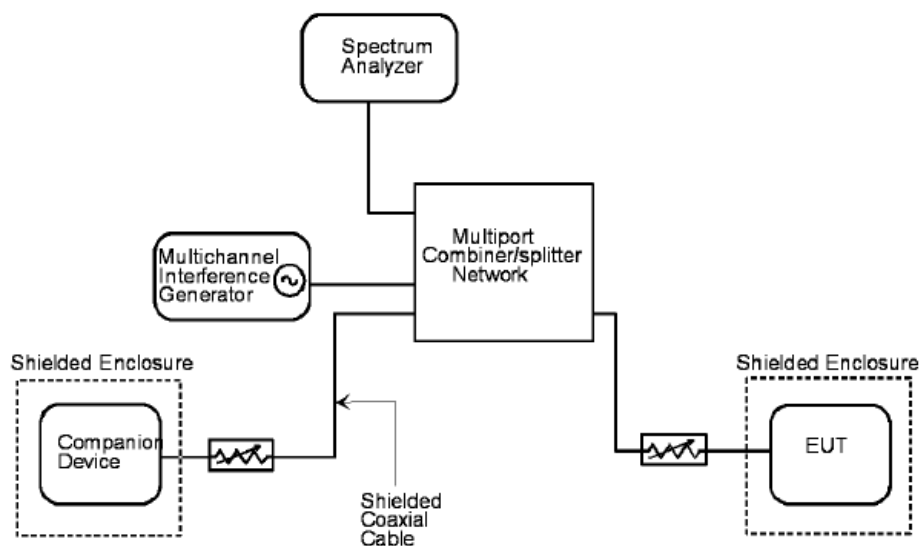 Spectrum
Analyzer
Multiport
Combiner/splitter
Network
Multichannel
Interference
Generator
Shielded Enclosure
Shielded Enclosure
Companion
Device
EUT
Shielded
Coaxial
Cable